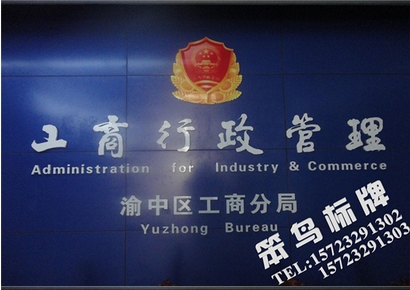 工商行政管理
Administration for Industry & Commerce
渝中区工商分局
Yuzhong Bureau
笨鸟标牌
TEL:15723291302
15723291303